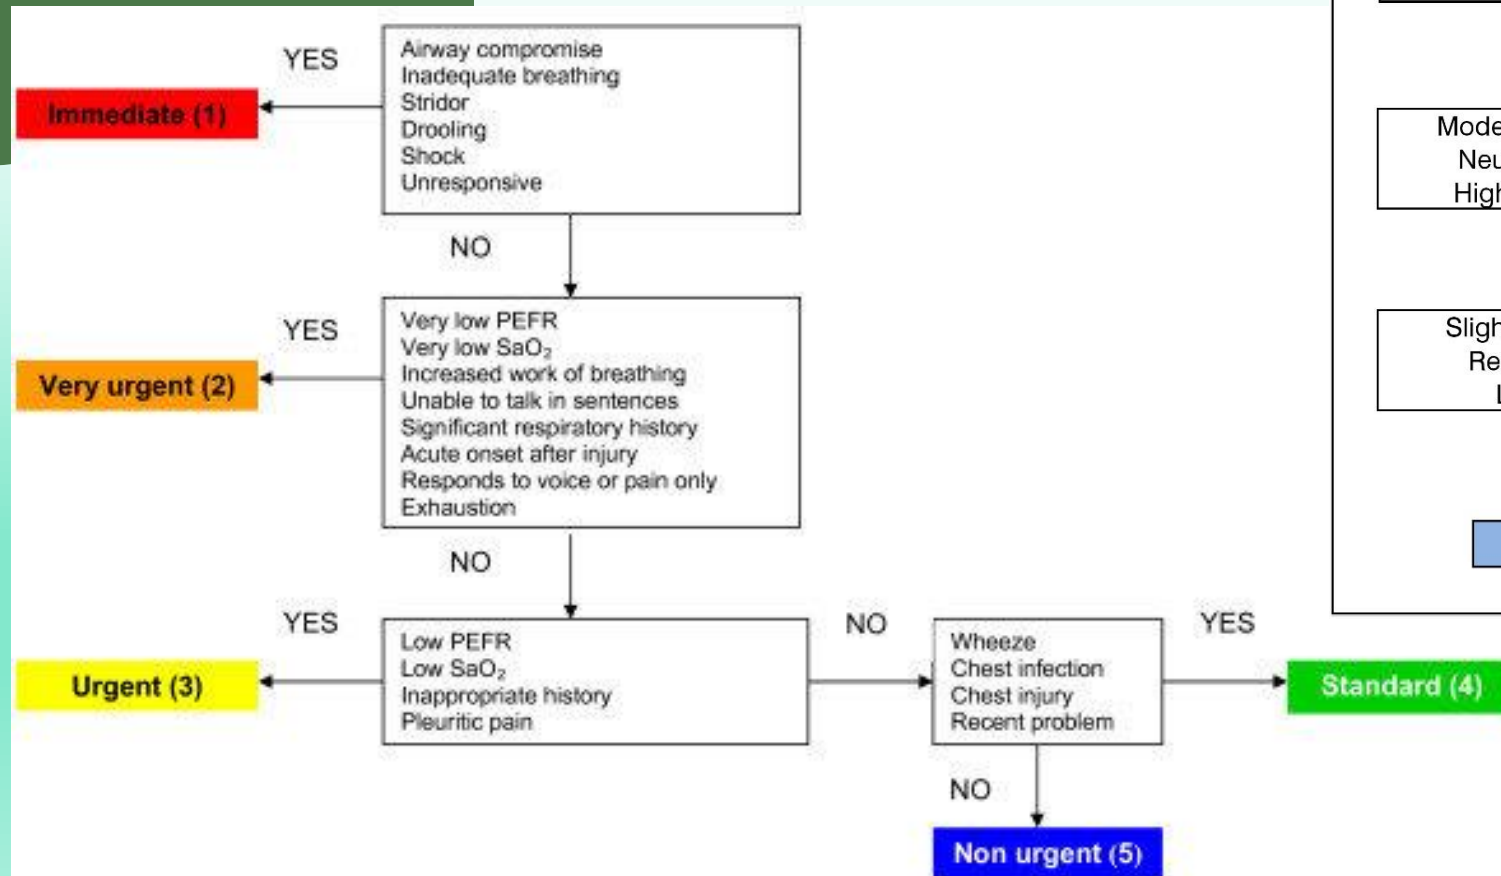 YES
Airway compromise
Inadequate breathing
Stridor
Drooling
Shock
Unresponsive
Immediate (1)
NO
YES
Very low PEFR
Very low SaO₂
Increased work of breathing
Unable to talk in sentences
Significant respiratory history
Acute onset after injury
Responds to voice or pain only
Exhaustion
Very urgent (2)
NO
YES
Low PEFR
Low SaO₂
Inappropriate history
Pleuritic pain
Urgent (3)
NO
Wheeze
Chest infection
Chest injury
Recent problem
YES
Standard (4)
NO
Non urgent (5)